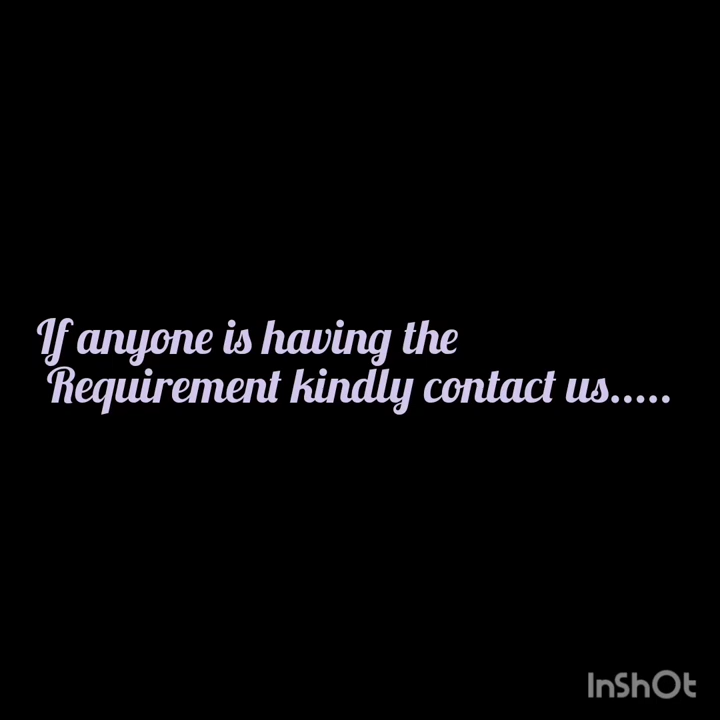 If anyone is having the
Requirement kindly contact us.....
InShOt